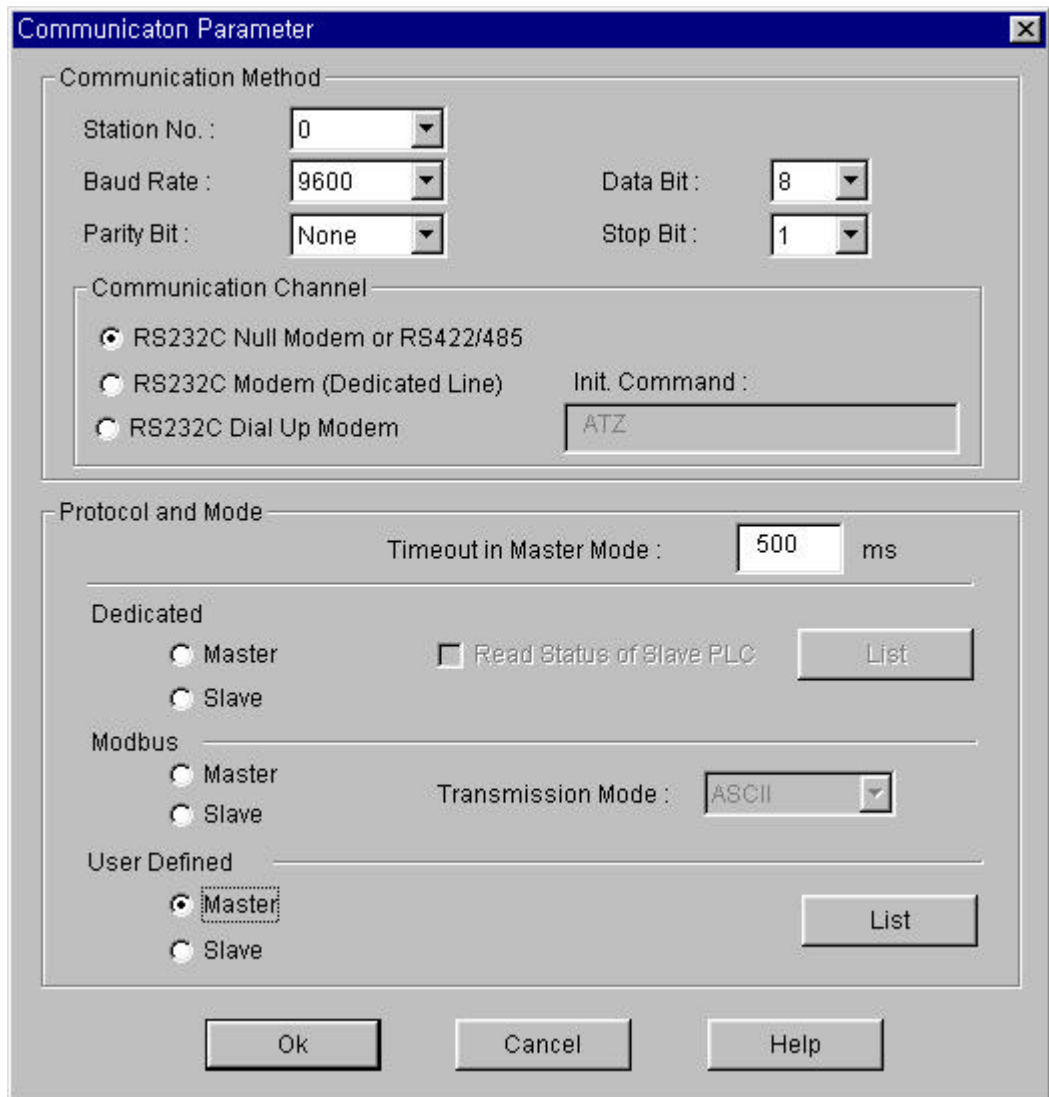 Communicaton Parameter
Communication Method
Station No. : 0
Baud Rate : 9600 Data Bit : 8
Parity Bit : None Stop Bit : 1
Communication Channel
RS232C Null Modem or RS422/485
RS232C Modem (Dedicated Line) Init. Command :
RS232C Dial Up Modem ATZ
Protocol and Mode
Timeout in Master Mode : 500 ms
Dedicated
Master Read Status of Slave PLC List
Slave
Modbus
Master
Transmission Mode : ASCII
Slave
User Defined
Master
List
Slave
Ok Cancel Help